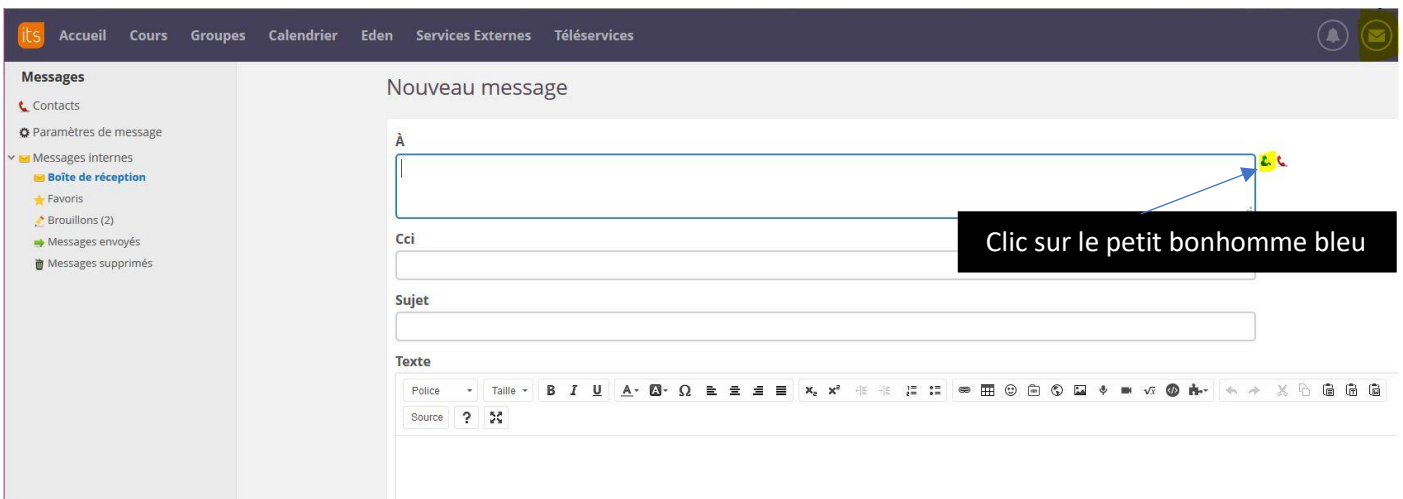 its Accueil Cours Groupes Calendrier Eden Services Externes Téléservices
Messages
Contacts
Paramètres de message
Messages internes
Boîte de réception
Favoris
Brouillons (2)
Messages envoyés
Messages supprimés
Nouveau message
À
Clic sur le petit bonhomme bleu
Cci
Sujet
Texte
Police Taille B I U A A Ω x₂ x² √x
Source ?